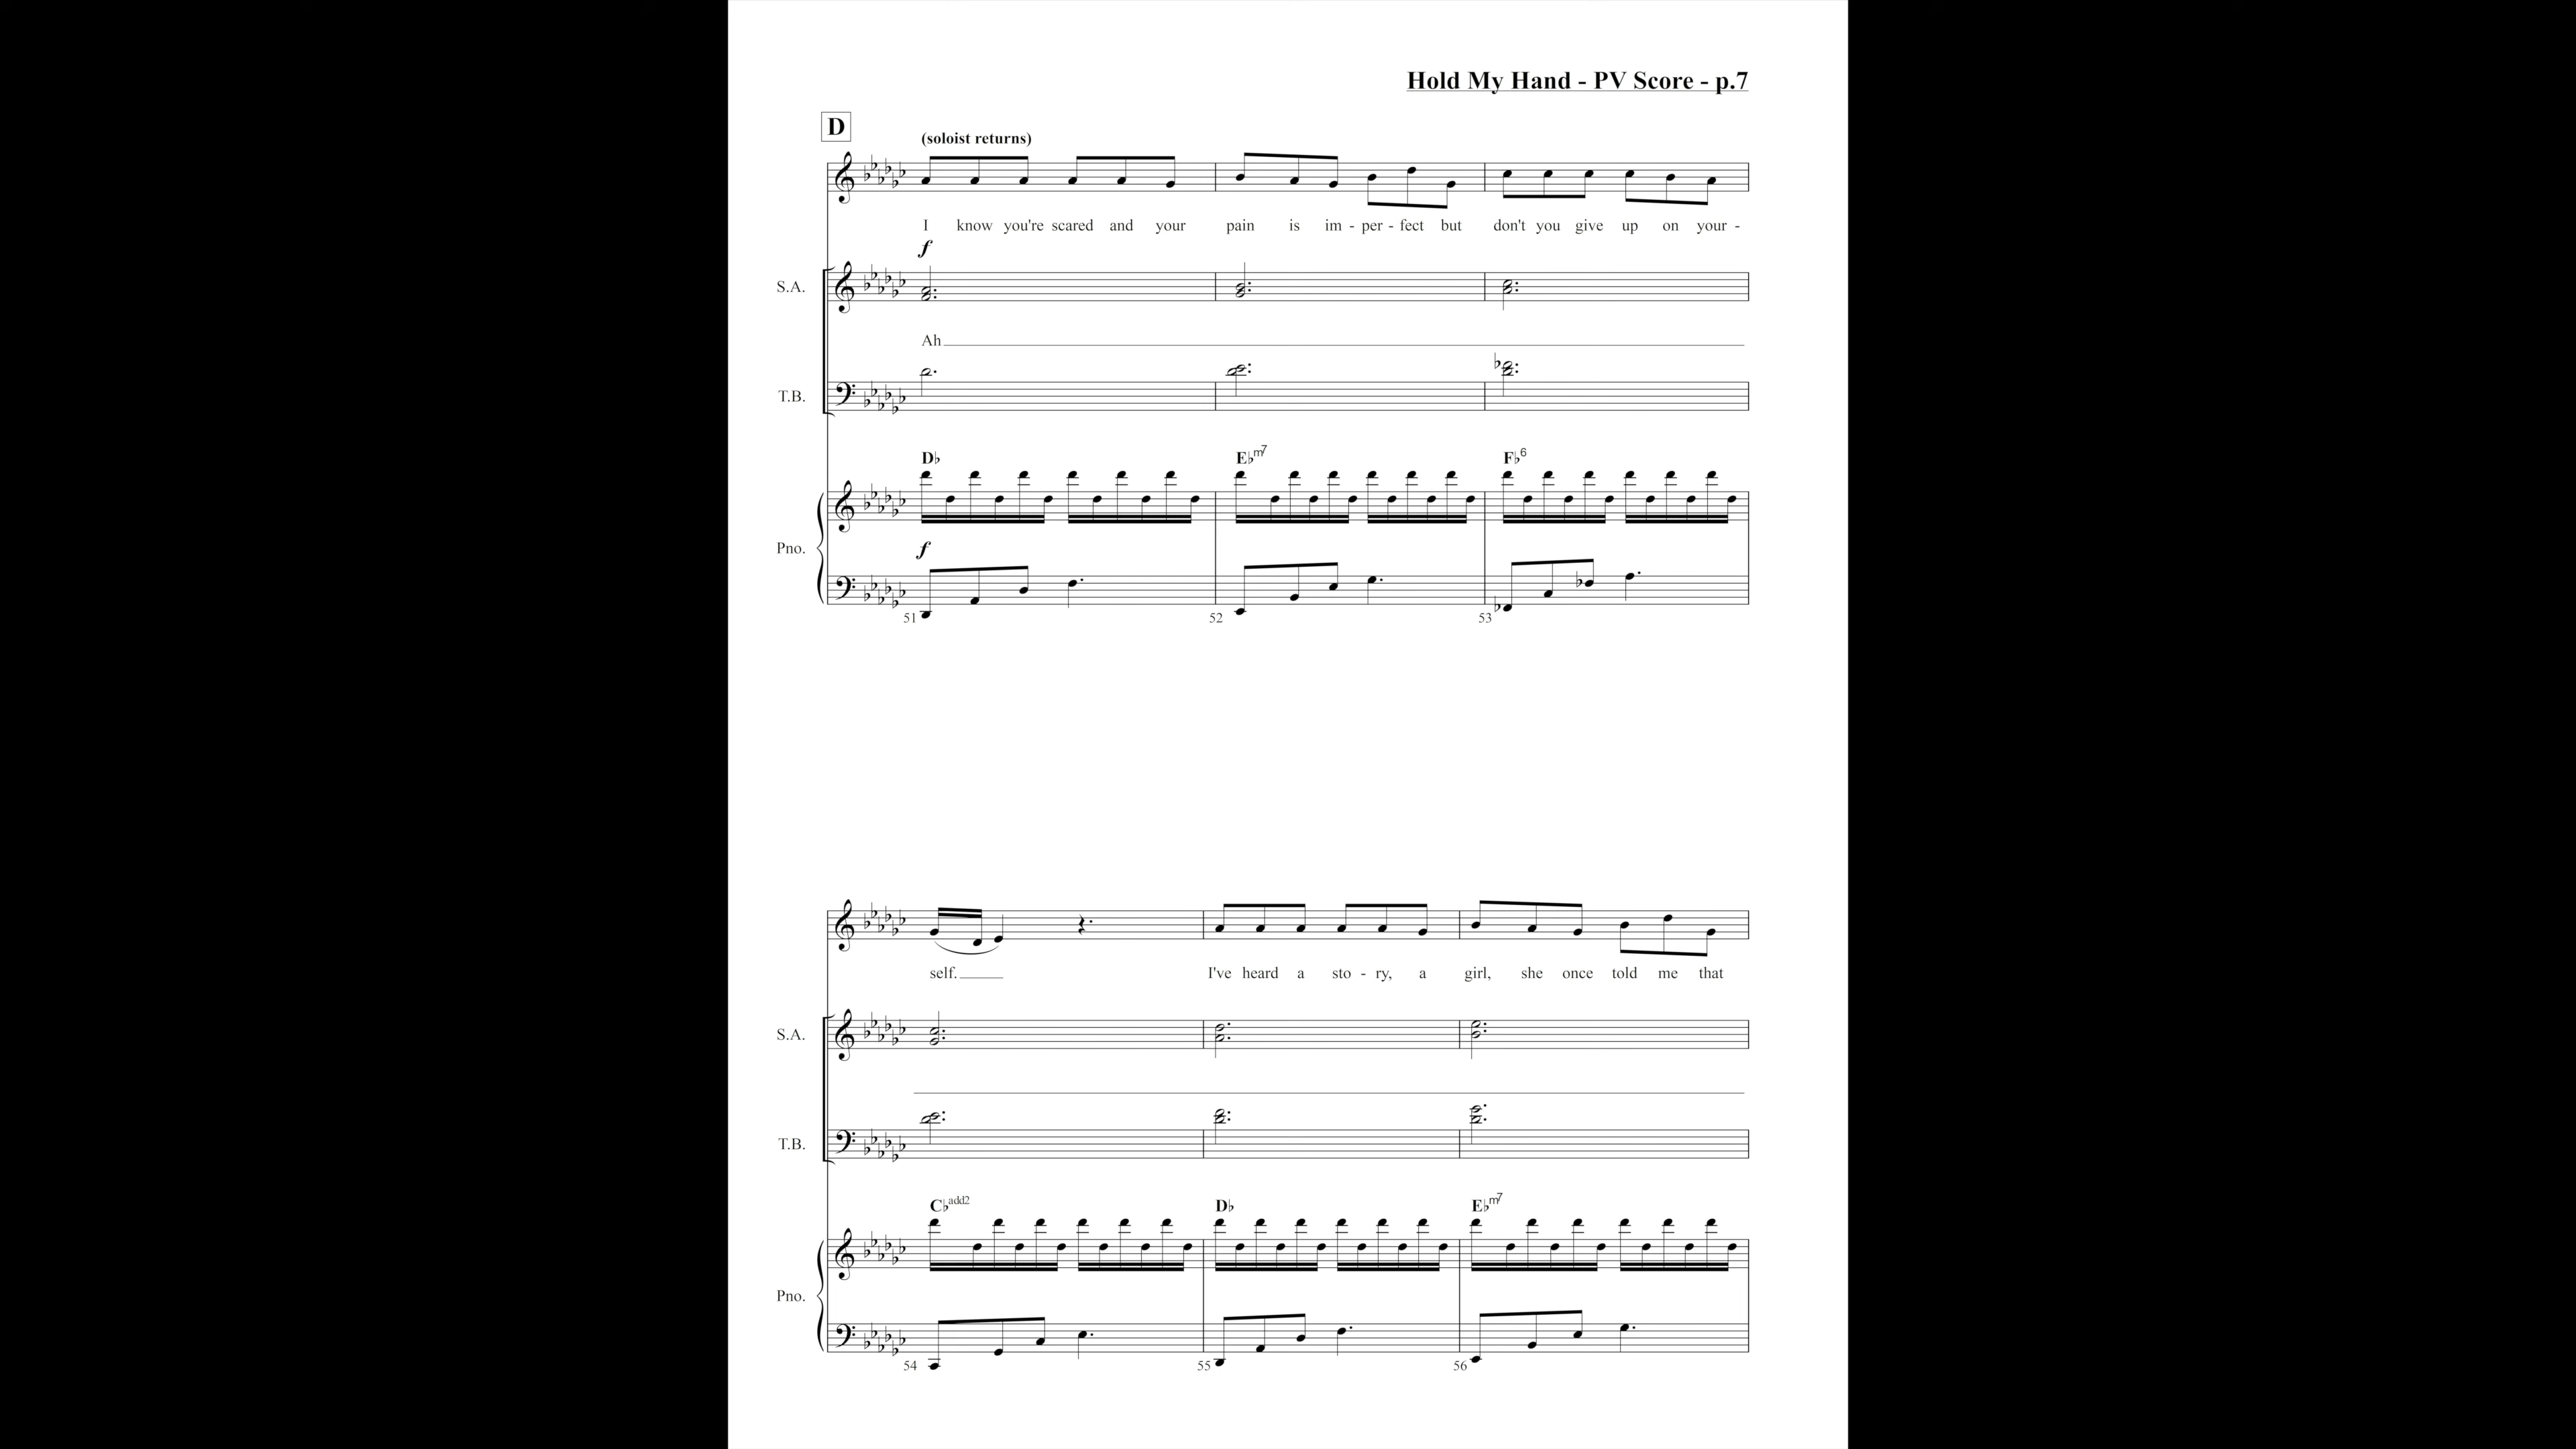 Hold My Hand - PV Score - p.7
D
(soloist returns)
I know you're scared and your pain is im - per - fect but don't you give up on your -
f
S.A.
Ah
T.B.
D♭ E♭m7 F♭6
Pno.
f
51 52 53
self. I've heard a sto - ry, a girl, she once told me that
S.A.
T.B.
C♭add2 D♭ E♭m7
Pno.
54 55 56